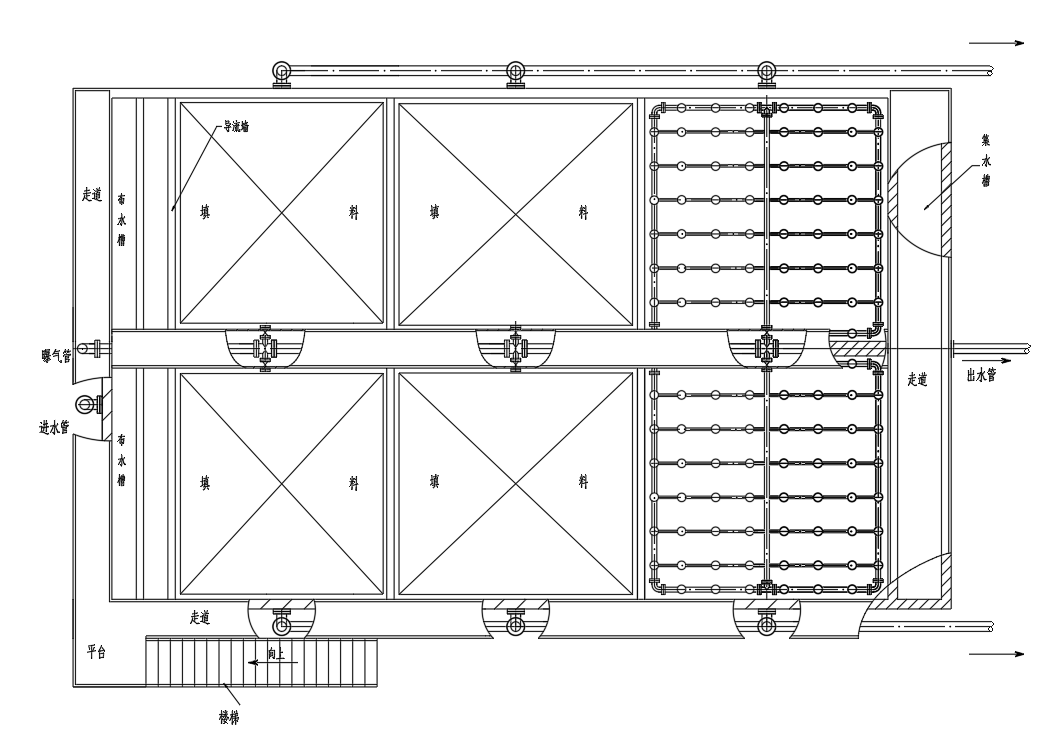 导流墙
集水槽
走道
布水槽
填
料
填
料
曝气管
出水管
走道
进水管
布水槽
填
料
填
料
走道
平台
向上
楼梯